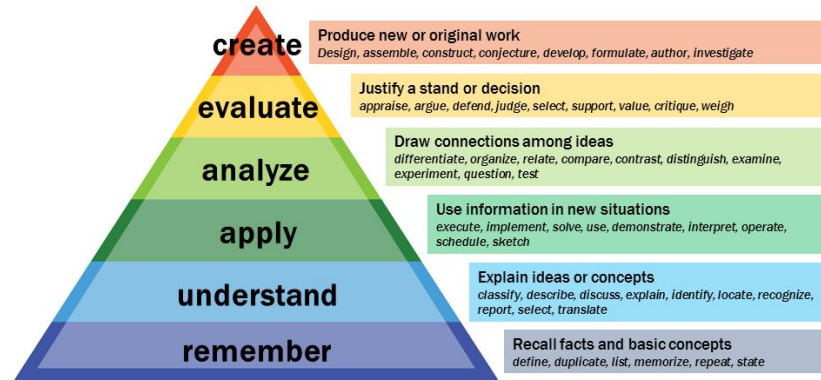 create
Produce new or original work
Design, assemble, construct, conjecture, develop, formulate, author, investigate
evaluate
Justify a stand or decision
appraise, argue, defend, judge, select, support, value, critique, weigh
analyze
Draw connections among ideas
differentiate, organize, relate, compare, contrast, distinguish, examine,
experiment, question, test
apply
Use information in new situations
execute, implement, solve, use, demonstrate, interpret, operate,
schedule, sketch
understand
Explain ideas or concepts
classify, describe, discuss, explain, identify, locate, recognize,
report, select, translate
remember
Recall facts and basic concepts
define, duplicate, list, memorize, repeat, state